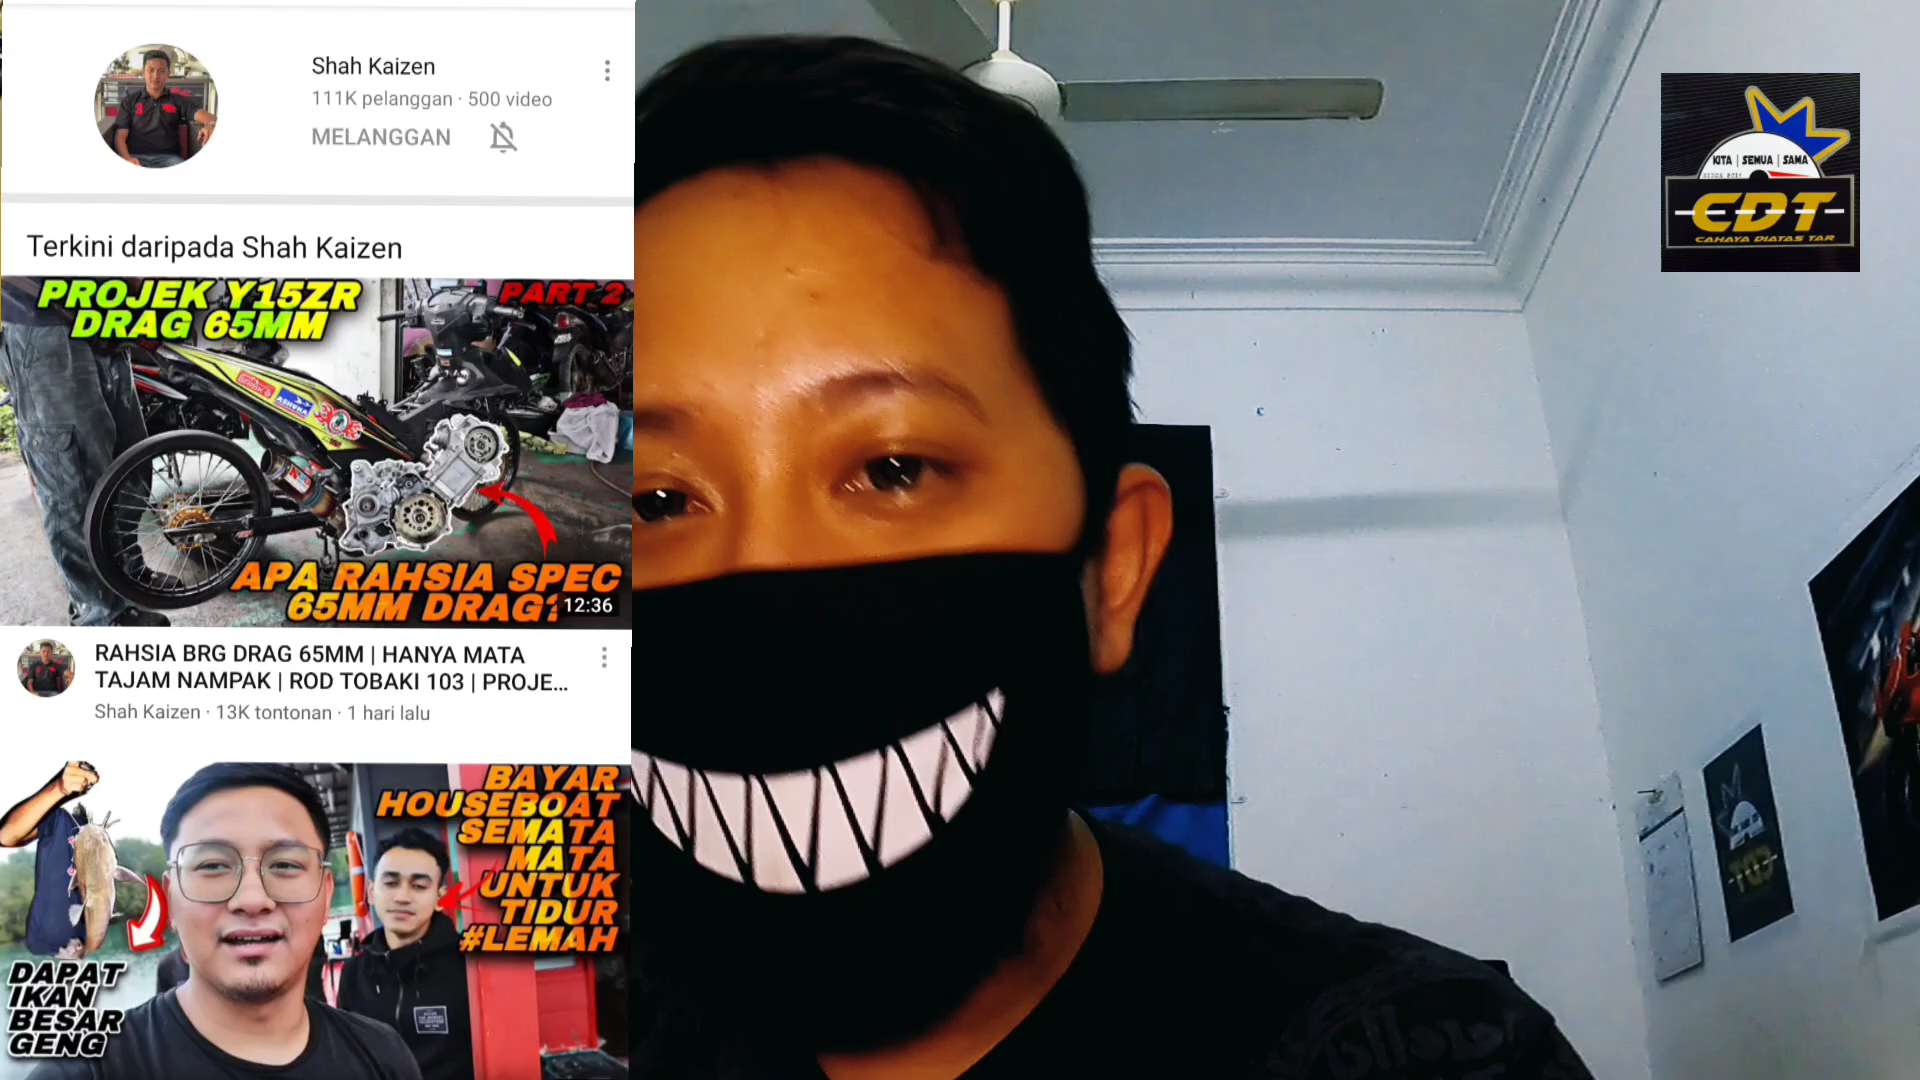 Shah Kaizen
111K pelanggan · 500 video
MELANGGAN
Terkini daripada Shah Kaizen
PROJEK Y15ZR
DRAG 65MM
PART 2
ASHUKA
APA RAHSIA SPEC
65MM DRAG?
12:36
RAHSIA BRG DRAG 65MM | HANYA MATA
TAJAM NAMPAK | ROD TOBAKI 103 | PROJE...
Shah Kaizen · 13K tontonan · 1 hari lalu
BAYAR
HOUSEBOAT
SEMATA
MATA
UNTUK
TIDUR
#LEMAH
DAPAT
IKAN
BESAR
GENG
KITA | SEMUA | SAMA
SINCE 2014
CDT
CAHAYA DIATAS TAR